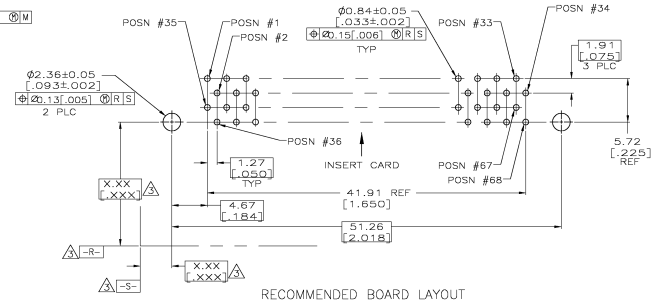 Ⓜ M
POSN #35
POSN #1
POSN #2
Ø0.84±0.05
[.033±.002]
⌖ Ø0.15[.006] Ⓜ R S
TYP
POSN #33
POSN #34
1.91
[.075]
3 PLC
Ø2.36±0.05
[.093±.002]
⌖ Ø0.13[.005] Ⓜ R S
2 PLC
POSN #36
INSERT CARD
POSN #67
POSN #68
5.72
[.225]
REF
1.27
[.050]
TYP
X.XX
[.XXX]
3
41.91 REF
[1.650]
4.67
[.184]
51.26
[2.018]
3
-R-
X.XX
[.XXX]
3
3
-S-
RECOMMENDED BOARD LAYOUT